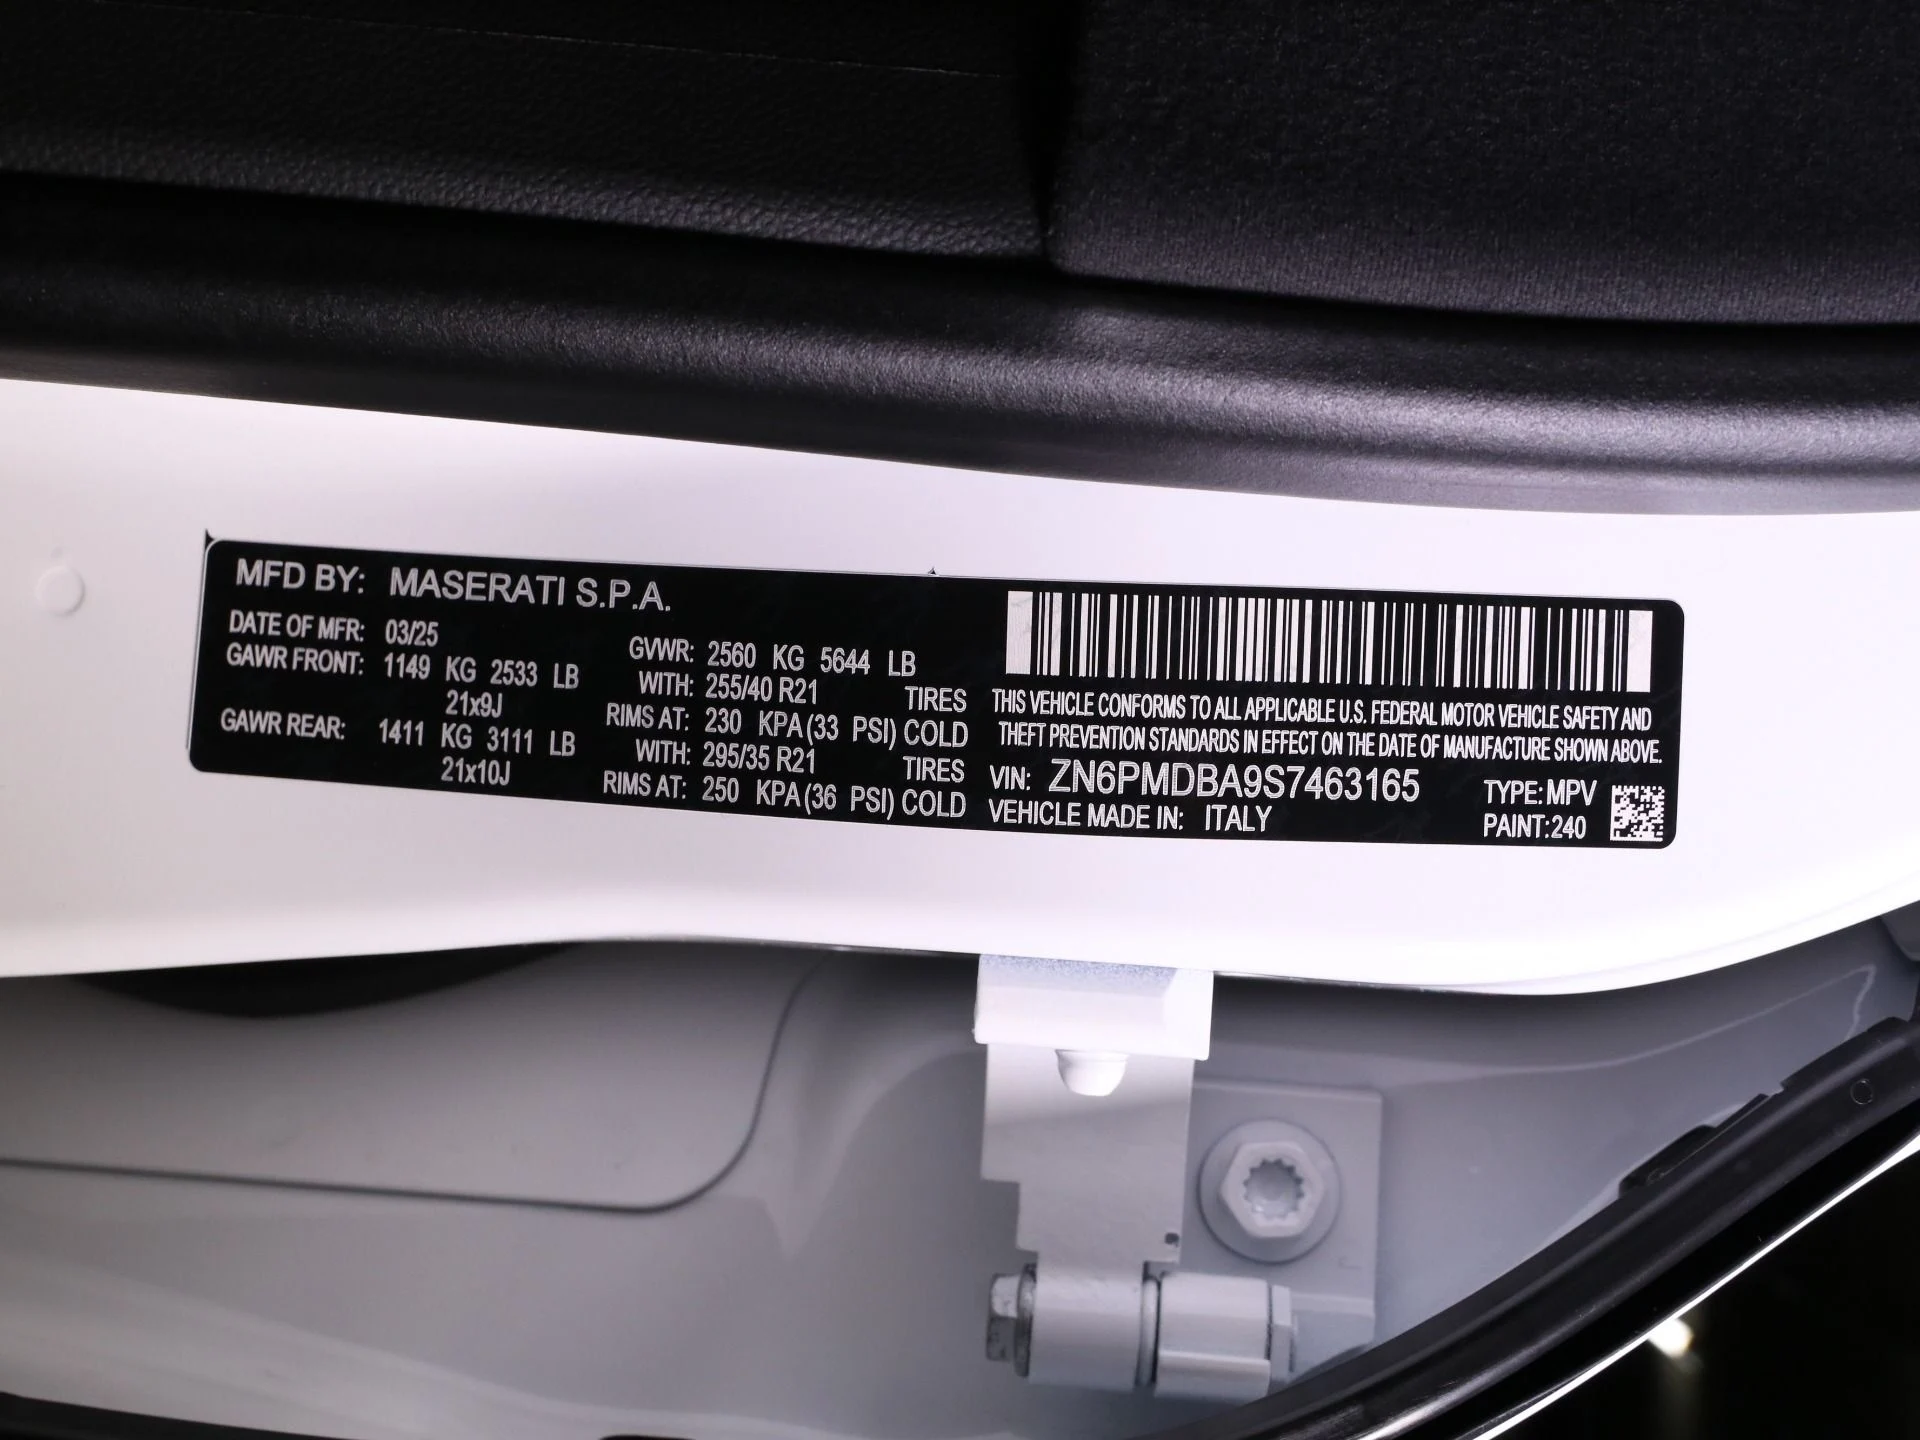 MFD BY: MASERATI S.P.A.
DATE OF MFR: 03/25
GAWR FRONT: 1149 KG 2533 LB
21x9J
GAWR REAR: 1411 KG 3111 LB
21x10J
GVWR: 2560 KG 5644 LB
WITH: 255/40 R21 TIRES
RIMS AT: 230 KPA(33 PSI) COLD
WITH: 295/35 R21 TIRES
RIMS AT: 250 KPA(36 PSI) COLD
THIS VEHICLE CONFORMS TO ALL APPLICABLE U.S. FEDERAL MOTOR VEHICLE SAFETY AND
THEFT PREVENTION STANDARDS IN EFFECT ON THE DATE OF MANUFACTURE SHOWN ABOVE.
VIN: ZN6PMDBA9S7463165
VEHICLE MADE IN: ITALY
TYPE:MPV
PAINT:240